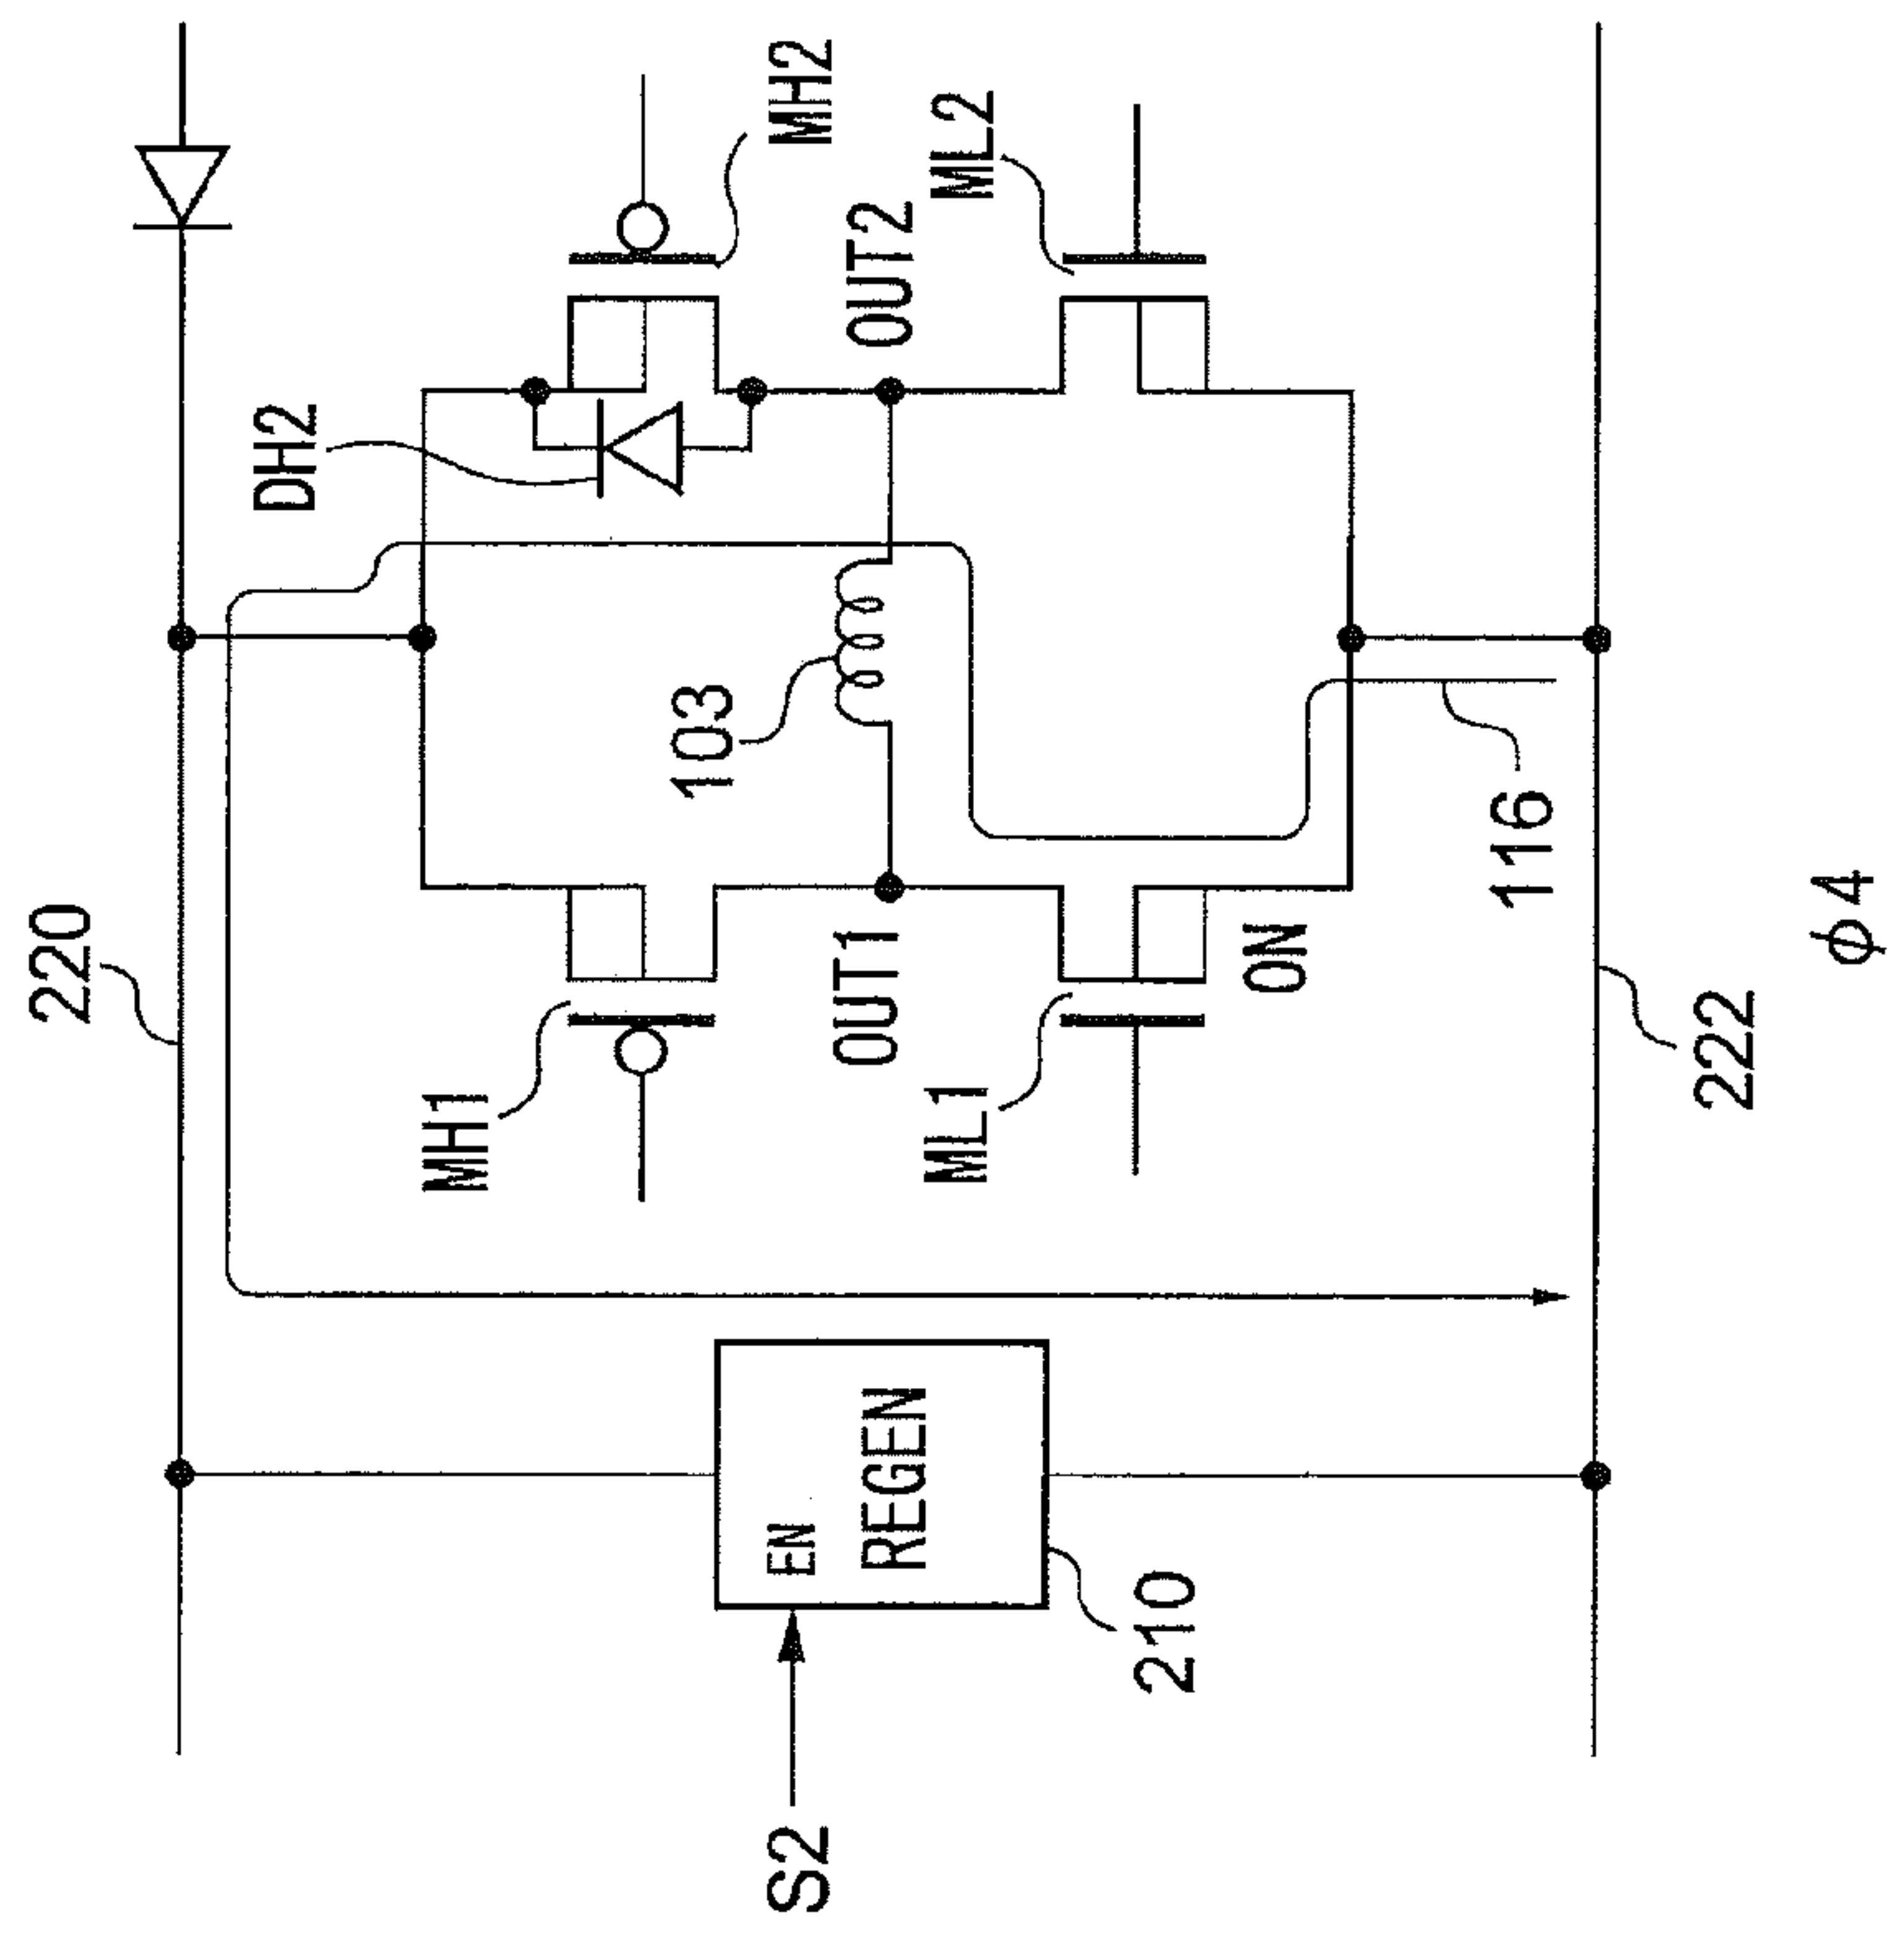 220
DH2
MH2
MH1
103
OUT2
ML2
OUT1
ML1
ON
S2
EN
REGEN
210
116
222
φ4